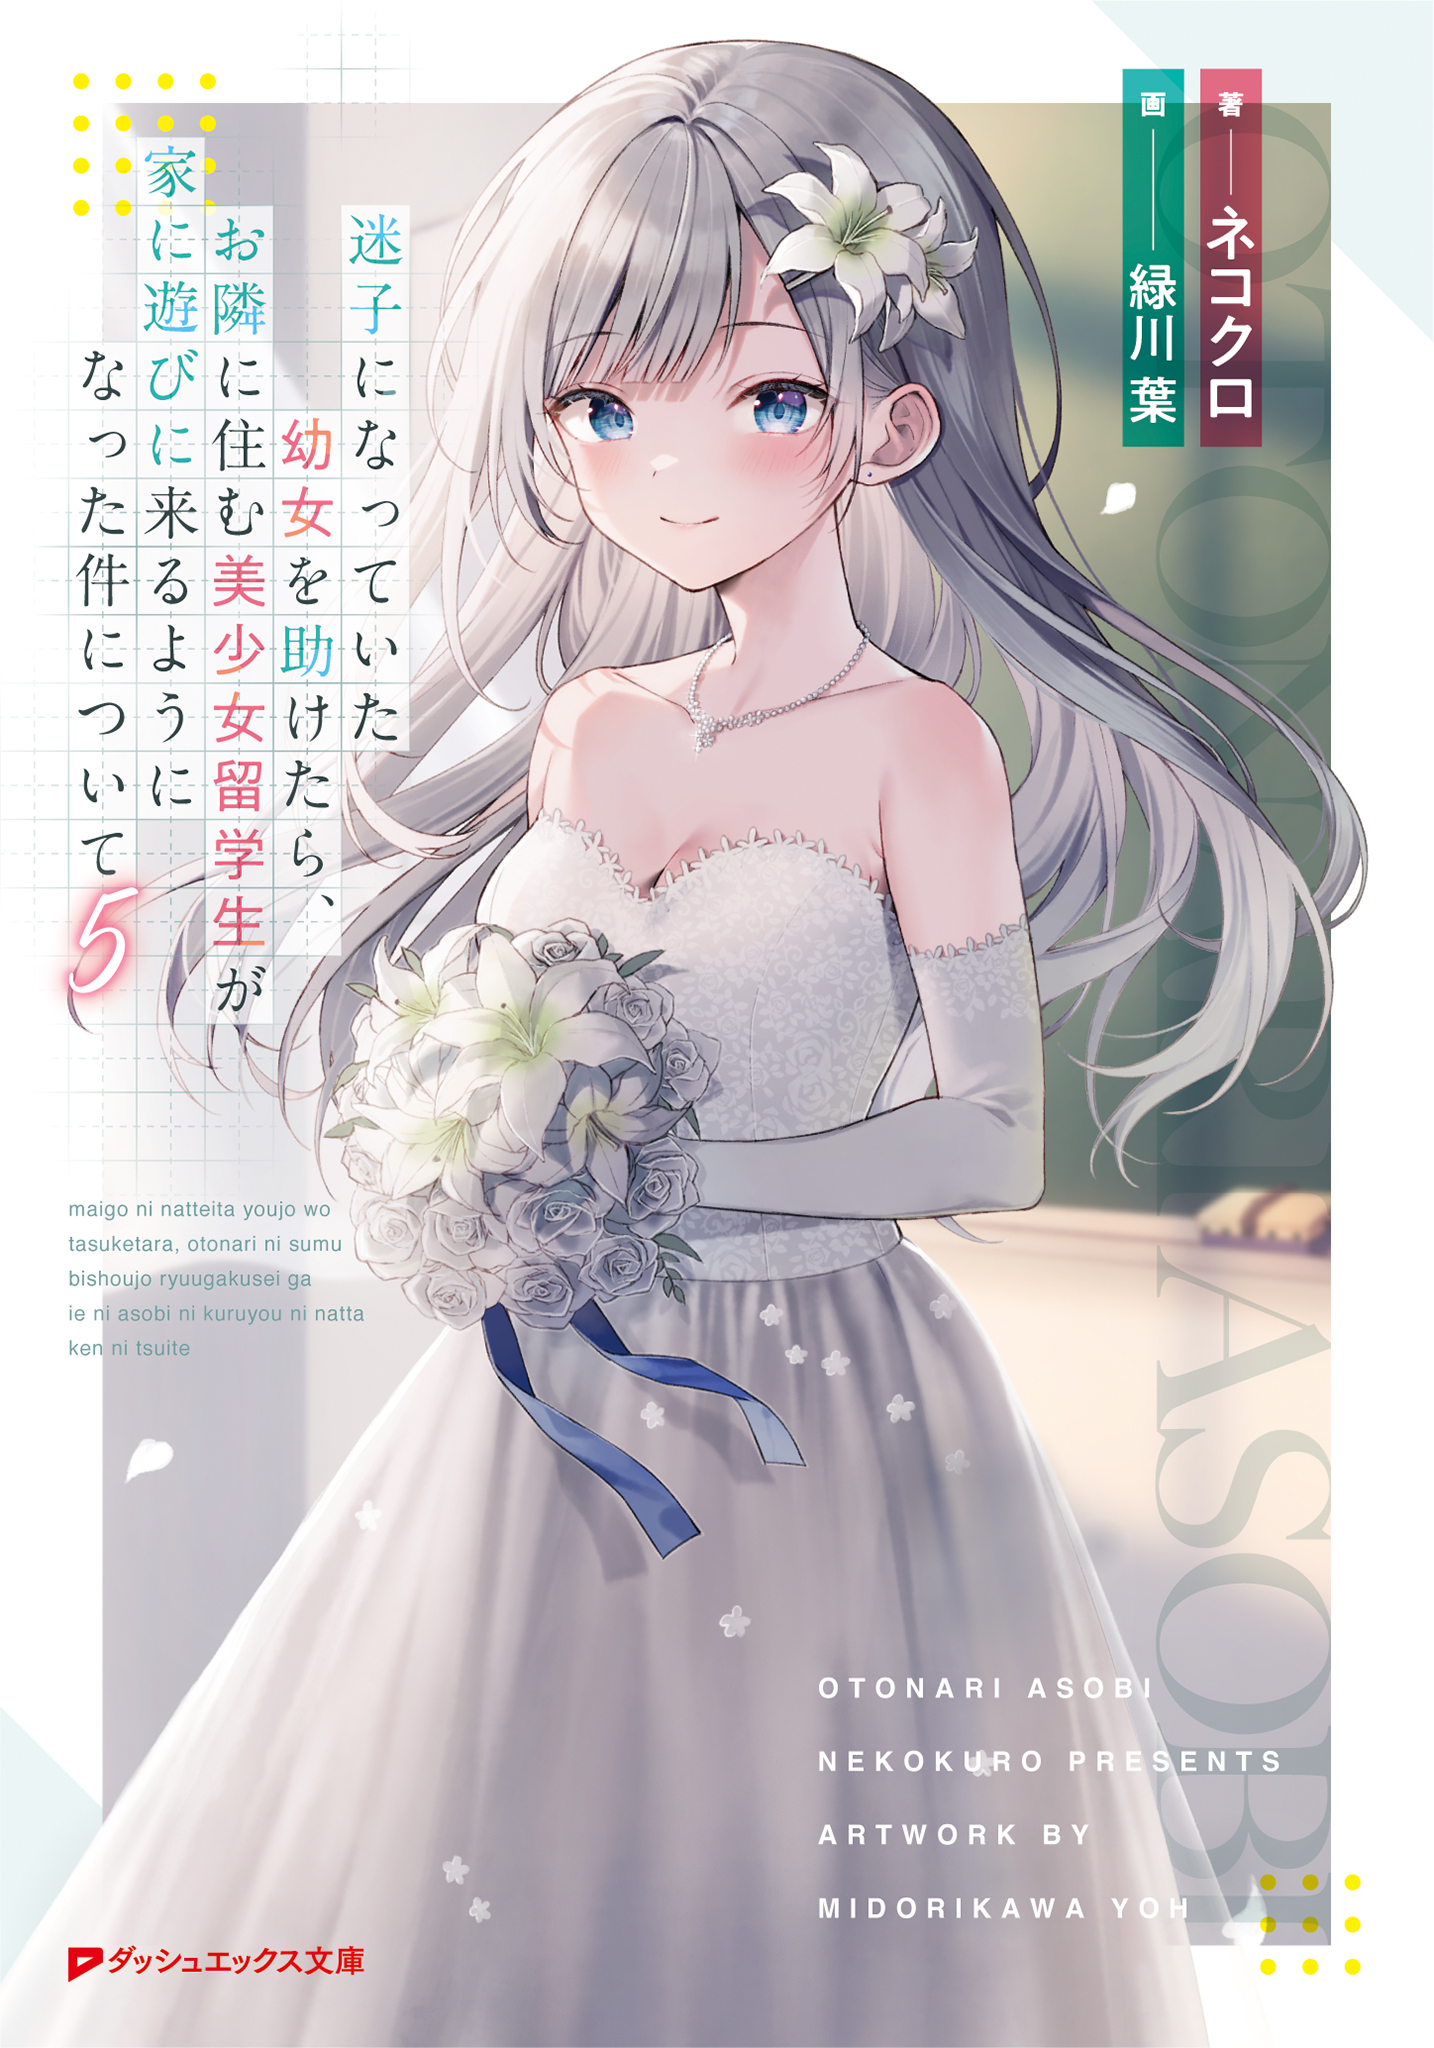 著 ネコクロ
画 緑川 葉
迷子になっていた
幼女を助けたら、
お隣に住む美少女留学生が
家に遊びに来るように
なった件について
5
maigo ni natteita youjo wo
tasuketara, otonari ni sumu
bishoujo ryuugakusei ga
ie ni asobi ni kuruyou ni natta
ken ni tsuite
OTONARI ASOBI
OTONARI ASOBI
NEKOKURO PRESENTS
ARTWORK BY
MIDORIKAWA YOH
ダッシュエックス文庫